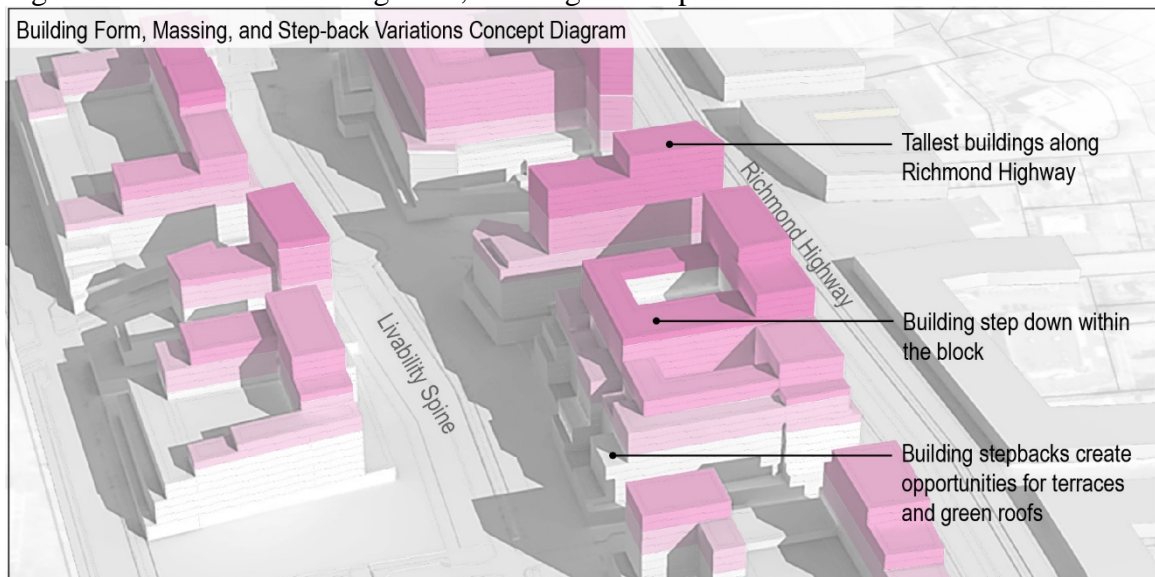 Building Form, Massing, and Step-back Variations Concept Diagram
Tallest buildings along
Richmond Highway
Richmond Highway
Building step down within
the block
Livability Spine
Building stepbacks create
opportunities for terraces
and green roofs